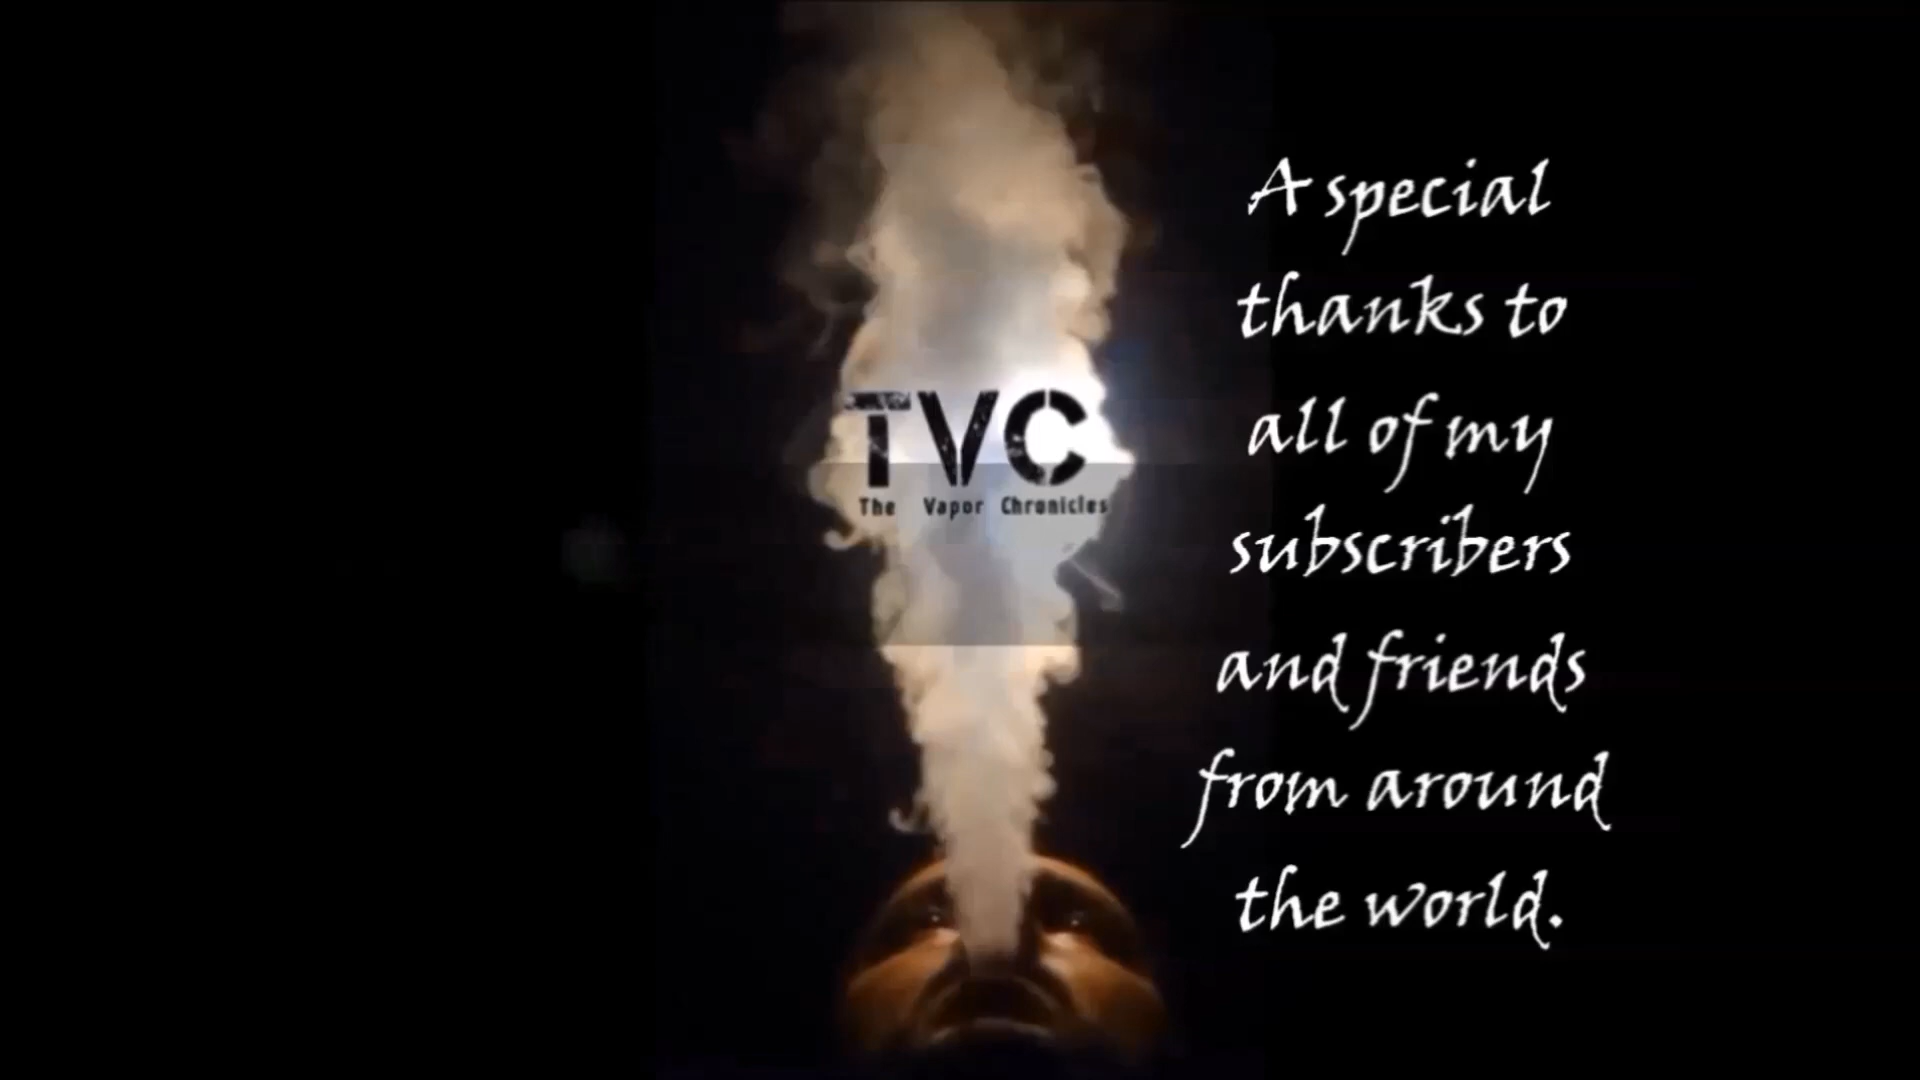 TVC
The Vapor Chronicles
A special
thanks to
all of my
subscribers
and friends
from around
the world.